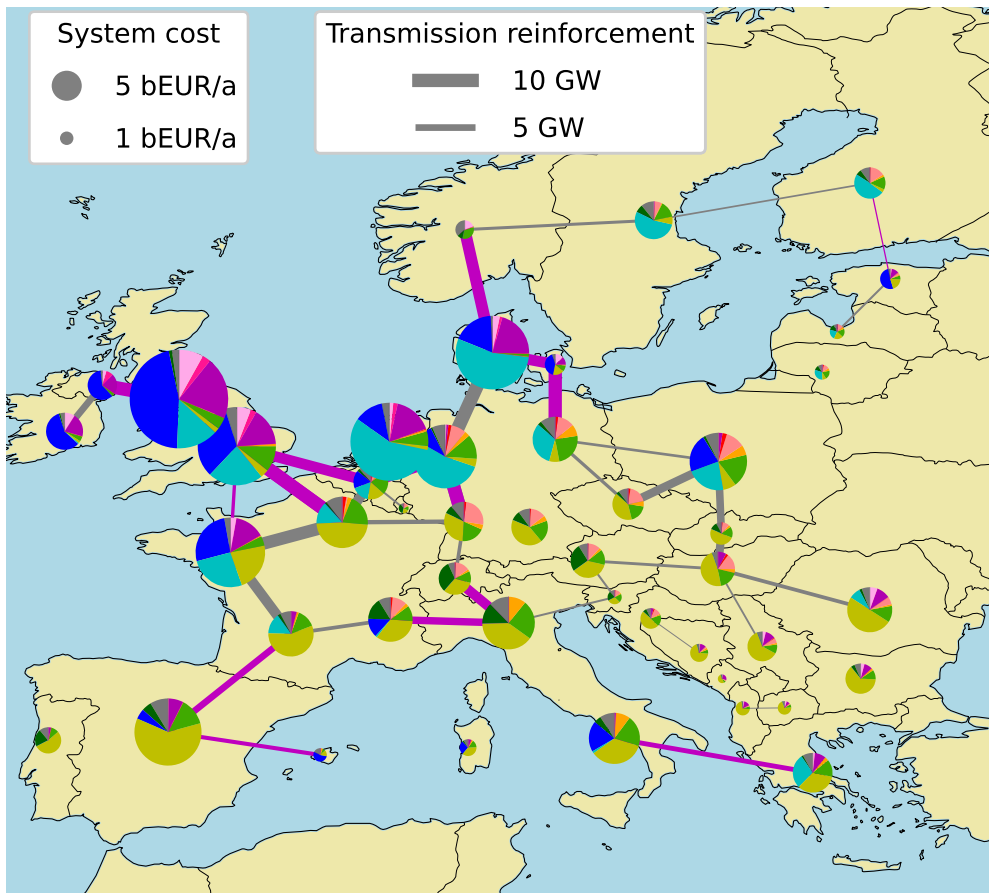 System cost
5 bEUR/a
1 bEUR/a
Transmission reinforcement
10 GW
5 GW